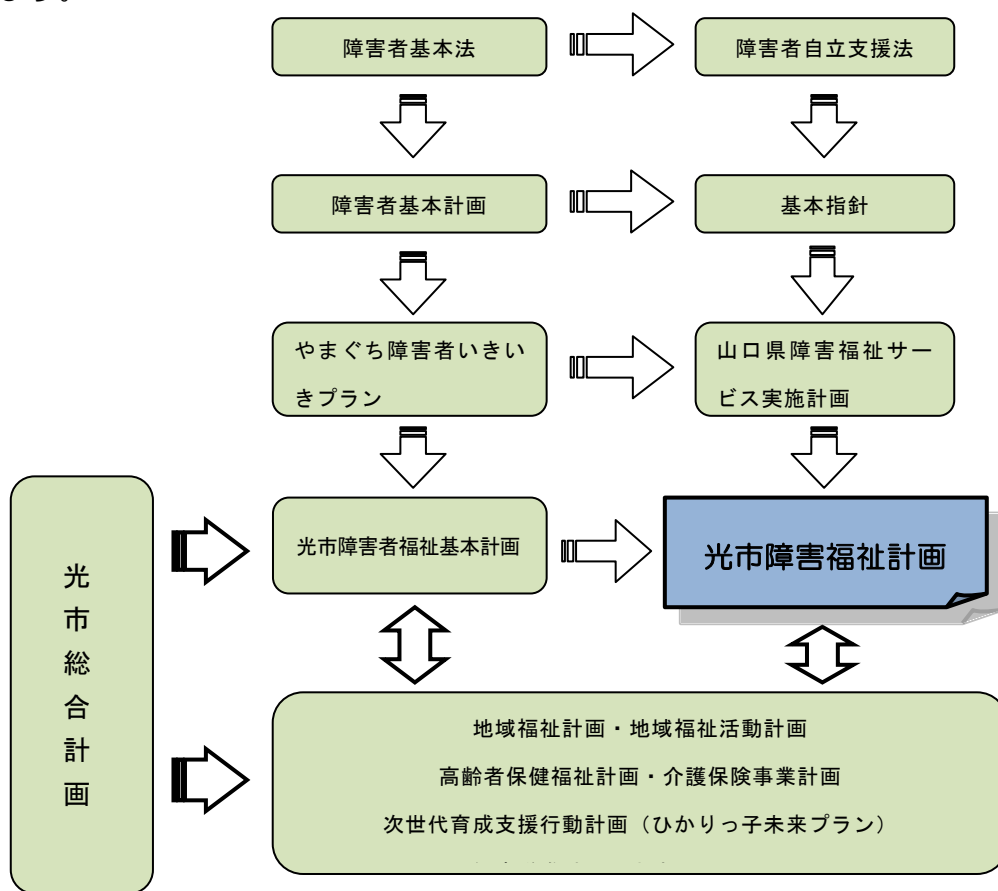 ます。
障害者基本法
障害者自立支援法
障害者基本計画
基本指針
やまぐち障害者いきい
きプラン
山口県障害福祉サー
ビス実施計画
光市障害者福祉基本計画
光市障害福祉計画
光市総合計画
地域福祉計画・地域福祉活動計画
高齢者保健福祉計画・介護保険事業計画
次世代育成支援行動計画（ひかりっ子未来プラン）